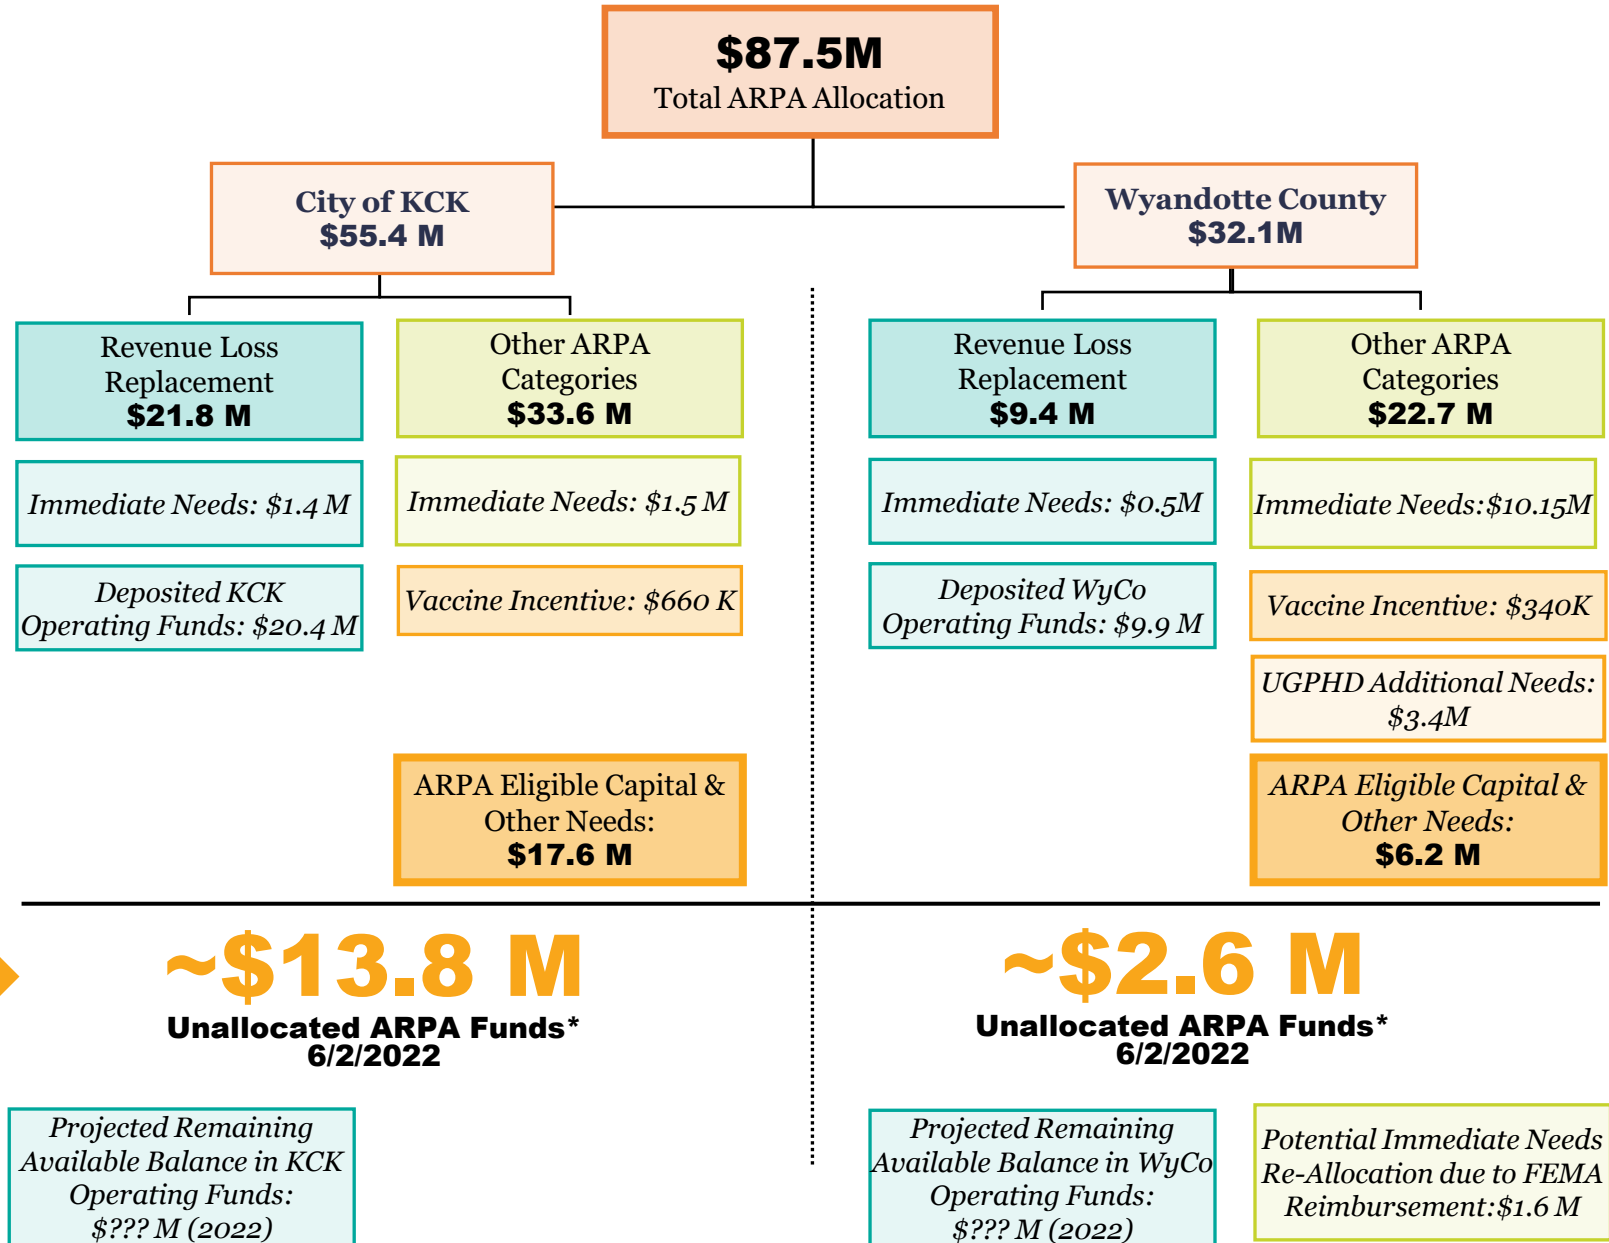 $87.5M
Total ARPA Allocation
City of KCK
$55.4 M
Wyandotte County
$32.1M
Revenue Loss
Replacement
$21.8 M
Other ARPA
Categories
$33.6 M
Revenue Loss
Replacement
$9.4 M
Other ARPA
Categories
$22.7 M
Immediate Needs: $1.4 M
Immediate Needs: $1.5 M
Immediate Needs: $0.5M
Immediate Needs:$10.15M
Deposited KCK
Operating Funds: $20.4 M
Vaccine Incentive: $660 K
Deposited WyCo
Operating Funds: $9.9 M
Vaccine Incentive: $340K
UGPHD Additional Needs:
$3.4M
ARPA Eligible Capital &
Other Needs:
$17.6 M
ARPA Eligible Capital &
Other Needs:
$6.2 M
~$13.8 M
Unallocated ARPA Funds*
6/2/2022
~$2.6 M
Unallocated ARPA Funds*
6/2/2022
Projected Remaining
Available Balance in KCK
Operating Funds:
$??? M (2022)
Projected Remaining
Available Balance in WyCo
Operating Funds:
$??? M (2022)
Potential Immediate Needs
Re-Allocation due to FEMA
Reimbursement:$1.6 M